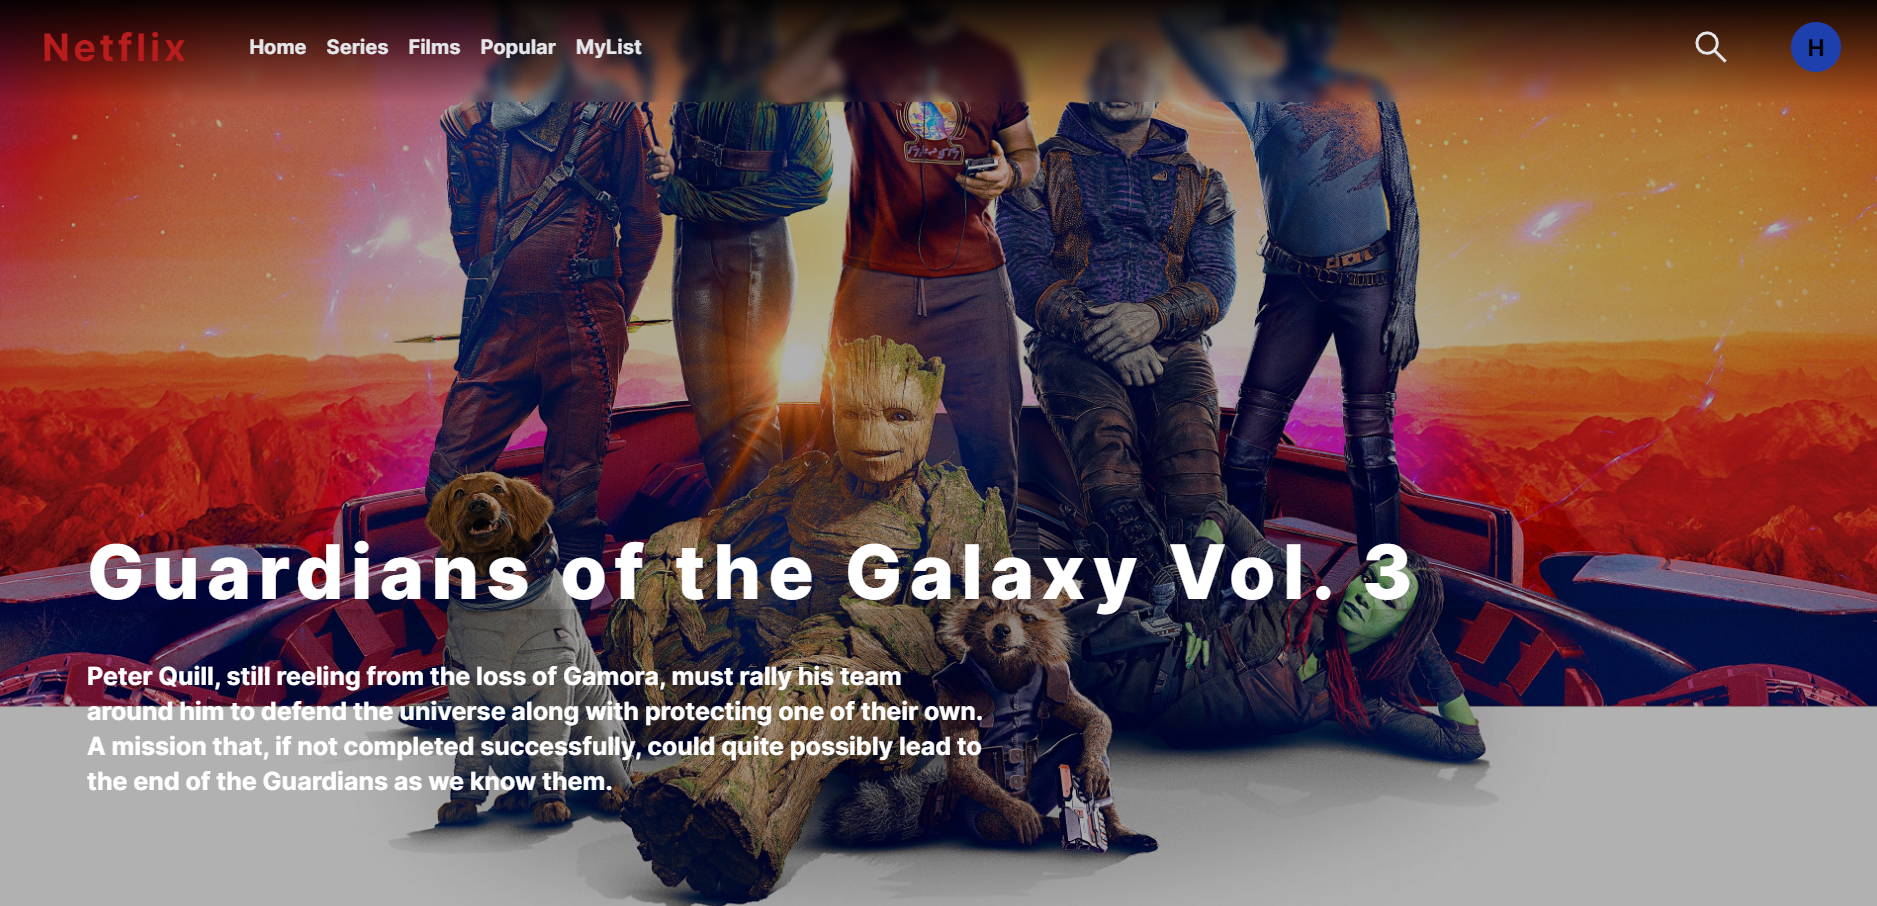 Netflix Home Series Films Popular MyList H
Guardians of the Galaxy Vol. 3
Peter Quill, still reeling from the loss of Gamora, must rally his team
around him to defend the universe along with protecting one of their own.
A mission that, if not completed successfully, could quite possibly lead to
the end of the Guardians as we know them.